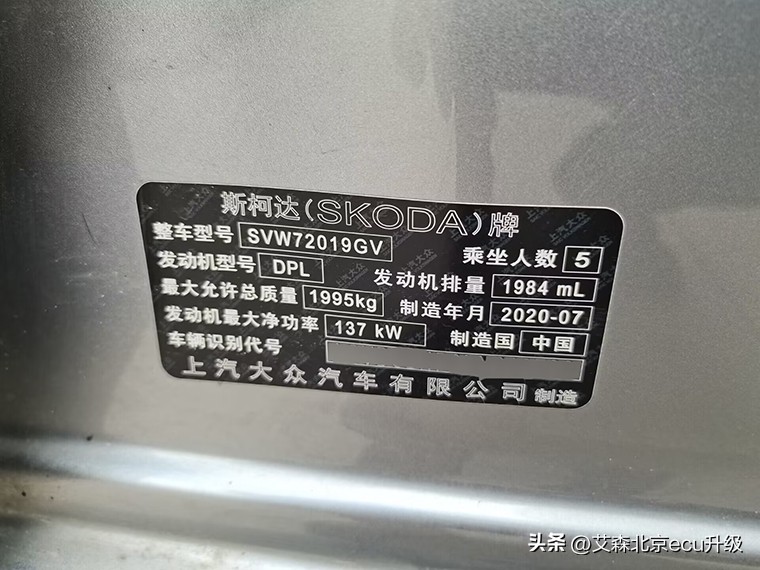 斯柯达(SKODA)牌
整车型号 SVW72019GV 乘坐人数 5
发动机型号 DPL 发动机排量 1984 mL
最大允许总质量 1995kg 制造年月 2020-07
发动机最大净功率 137 kW 制造国 中国
车辆识别代号
上汽大众汽车有限公司 制造
头条 @艾森北京ecu升级